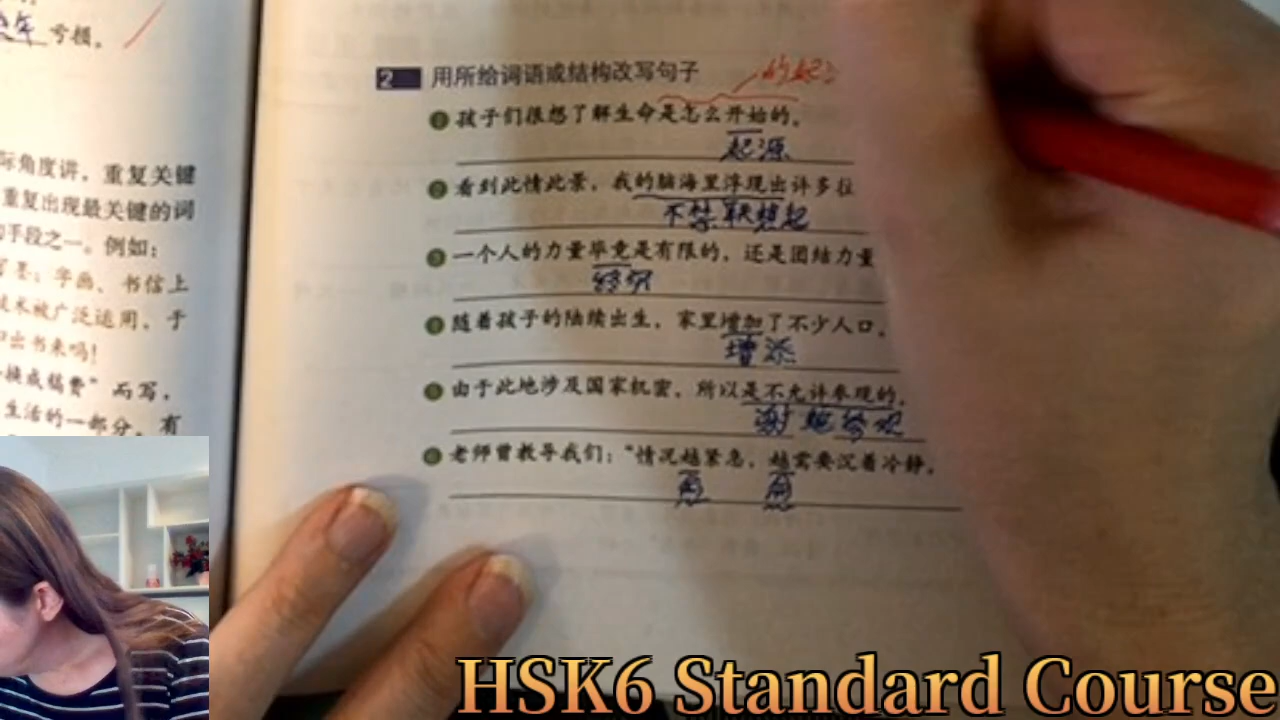 亏损。
际角度讲，重复关键
重复出现最关键的词
手段之一。例如：
书信上
术被广泛运用，于
出书来吗！
换成稿费”而写，
生活的一部分，有
2 用所给词语或结构改写句子
的起
1 孩子们很想了解生命是怎么开始的。
起源
2 看到此情此景，我的脑海里浮现出许多往
不禁 联想起
3 一个人的力量毕竟是有限的，还是团结力量
终究
4 随着孩子的陆续出生，家里增加了不少人口。
增添
5 由于此地涉及国家机密，所以是不允许参观的。
谢绝参观
6 老师曾教导我们：“情况越紧急，越需要沉着冷静。
愈 愈
HSK6 Standard Course